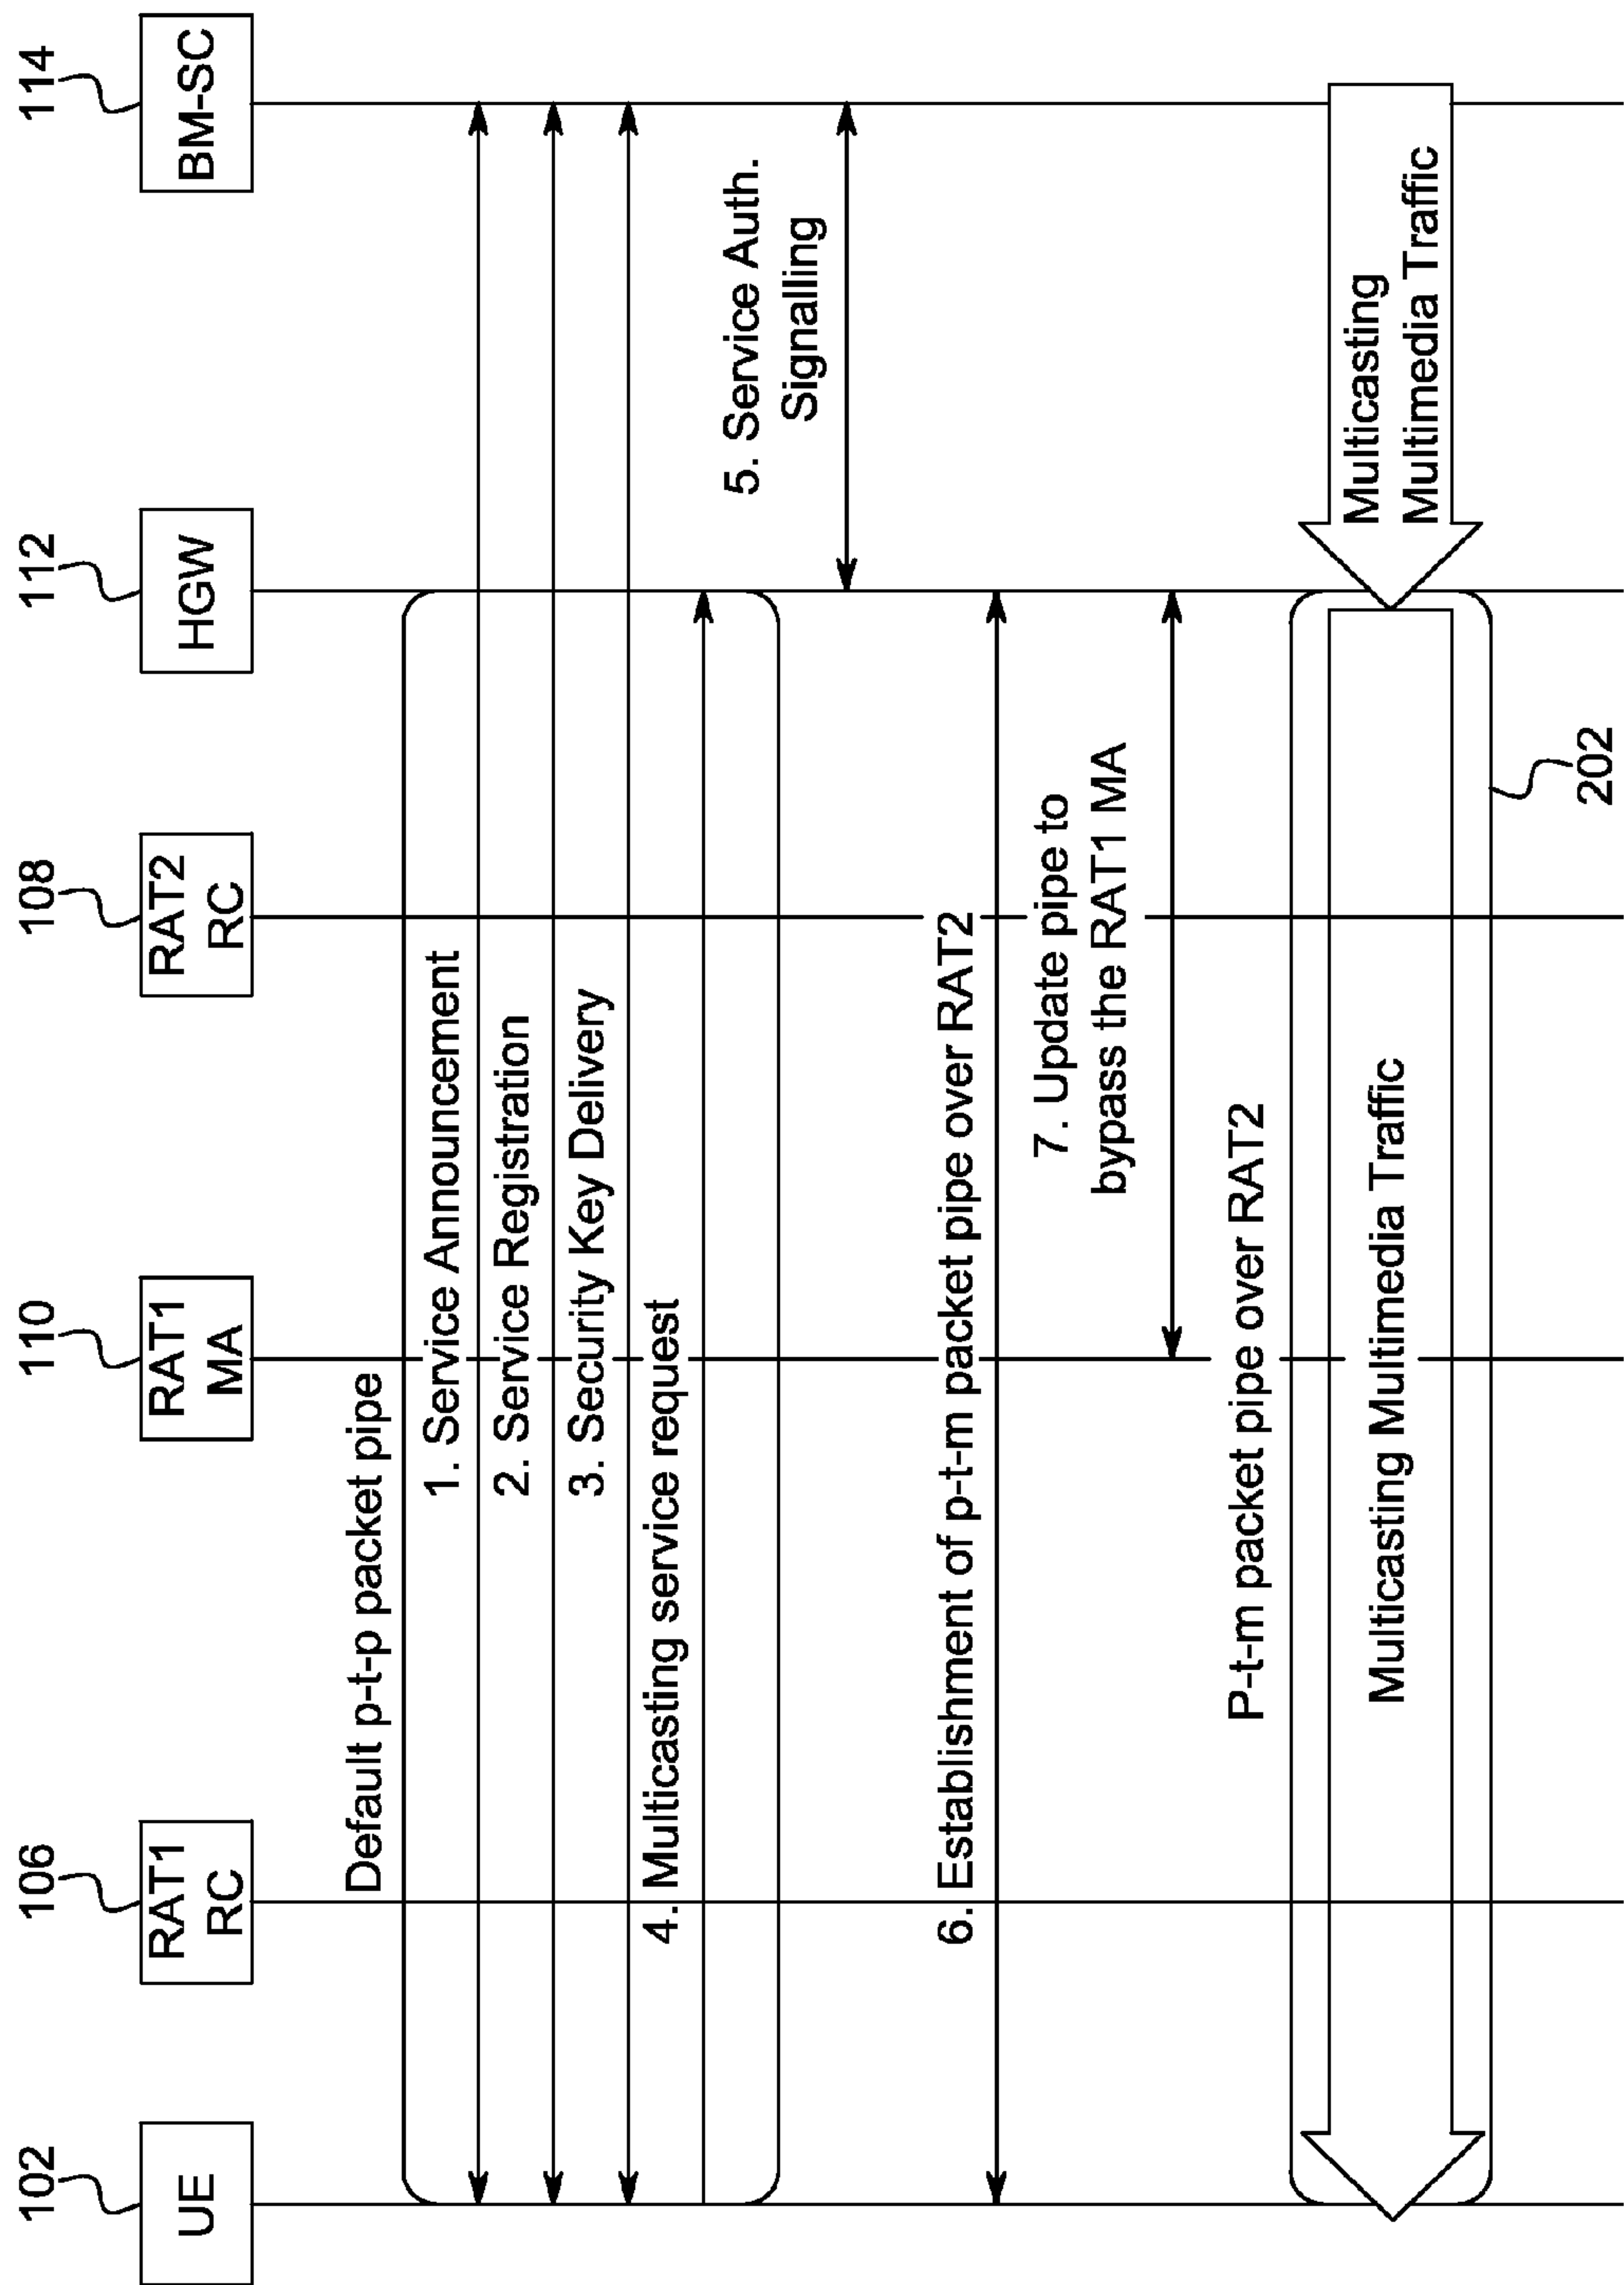 102
106
110
108
112
114
UE
RAT1
RC
RAT1
MA
RAT2
RC
HGW
BM-SC
Default p-t-p packet pipe
1. Service Announcement
2. Service Registration
3. Security Key Delivery
4. Multicasting service request
5. Service Auth.
Signalling
6. Establishment of p-t-m packet pipe over RAT2
7. Update pipe to
bypass the RAT1 MA
P-t-m packet pipe over RAT2
Multicasting Multimedia Traffic
Multicasting
Multimedia Traffic
202